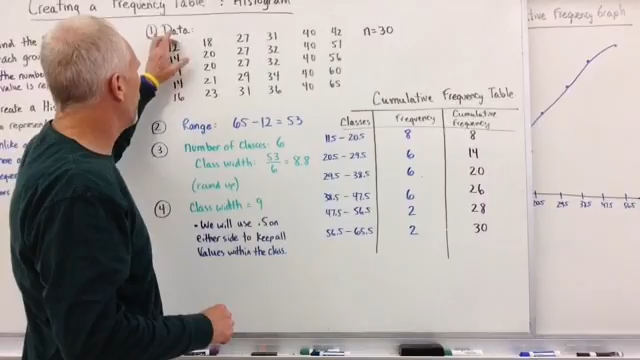 Creating a Frequency Table : Histogram
① Data:
12 18 27 31 40 42 n=30
14 20 27 32 40 51
14 20 27 32 40 56
14 21 29 34 40 60
16 23 31 36 40 65
② Range: 65-12 = 53
③ Number of Classes: 6
Class width: 53/6 = 8.8
(round up)
④ Class width = 9
• We will use .5 on
either side to keep all
values within the class.
Cumulative Frequency Table
Classes Frequency Cumulative Frequency
11.5-20.5 8 8
20.5-29.5 6 14
29.5-38.5 6 20
38.5-47.5 6 26
47.5-56.5 2 28
56.5-65.5 2 30
ative Frequency Graph
20.5 29.5 38.5 47.5 56.5